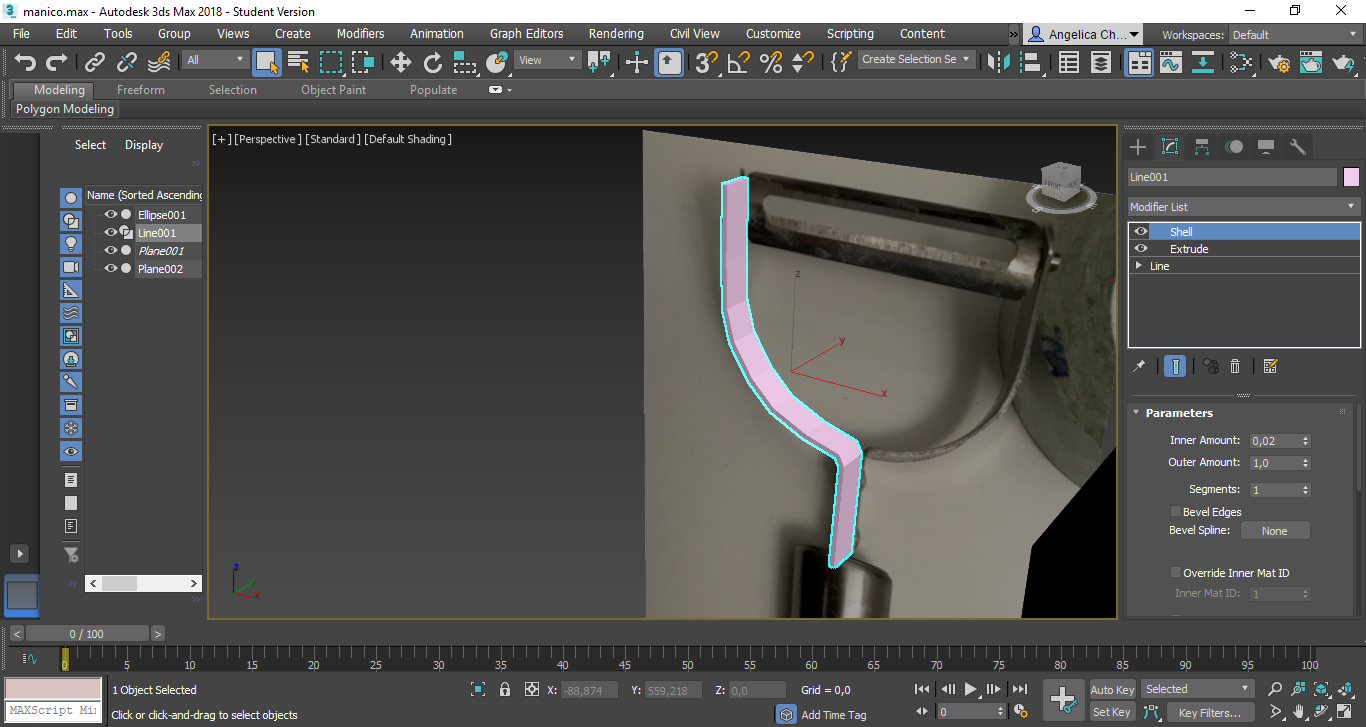 manico.max - Autodesk 3ds Max 2018 - Student Version
File Edit Tools Group Views Create Modifiers Animation Graph Editors Rendering Civil View Customize Scripting Content » Angelica Ch... Workspaces: Default
All View Create Selection Se
Modeling Freeform Selection Object Paint Populate
Polygon Modeling
Select Display
[+] [Perspective ] [Standard ] [Default Shading ]
Name (Sorted Ascending
Ellipse001
Line001
Plane001
Plane002
z
y
x
z
y
x
Line001
Modifier List
Shell
Extrude
Line
Parameters
Inner Amount: 0,02
Outer Amount: 1,0
Segments: 1
Bevel Edges
Bevel Spline: None
Override Inner Mat ID
Inner Mat ID: 1
< 0 / 100 >
0 5 10 15 20 25 30 35 40 45 50 55 60 65 70 75 80 85 90 95 100
1 Object Selected
X: -88,874 Y: 559,218 Z: 0,0 Grid = 0,0
Auto Key Selected
MAXScript Mi
Click or click-and-drag to select objects
Add Time Tag
0
Set Key Key Filters...